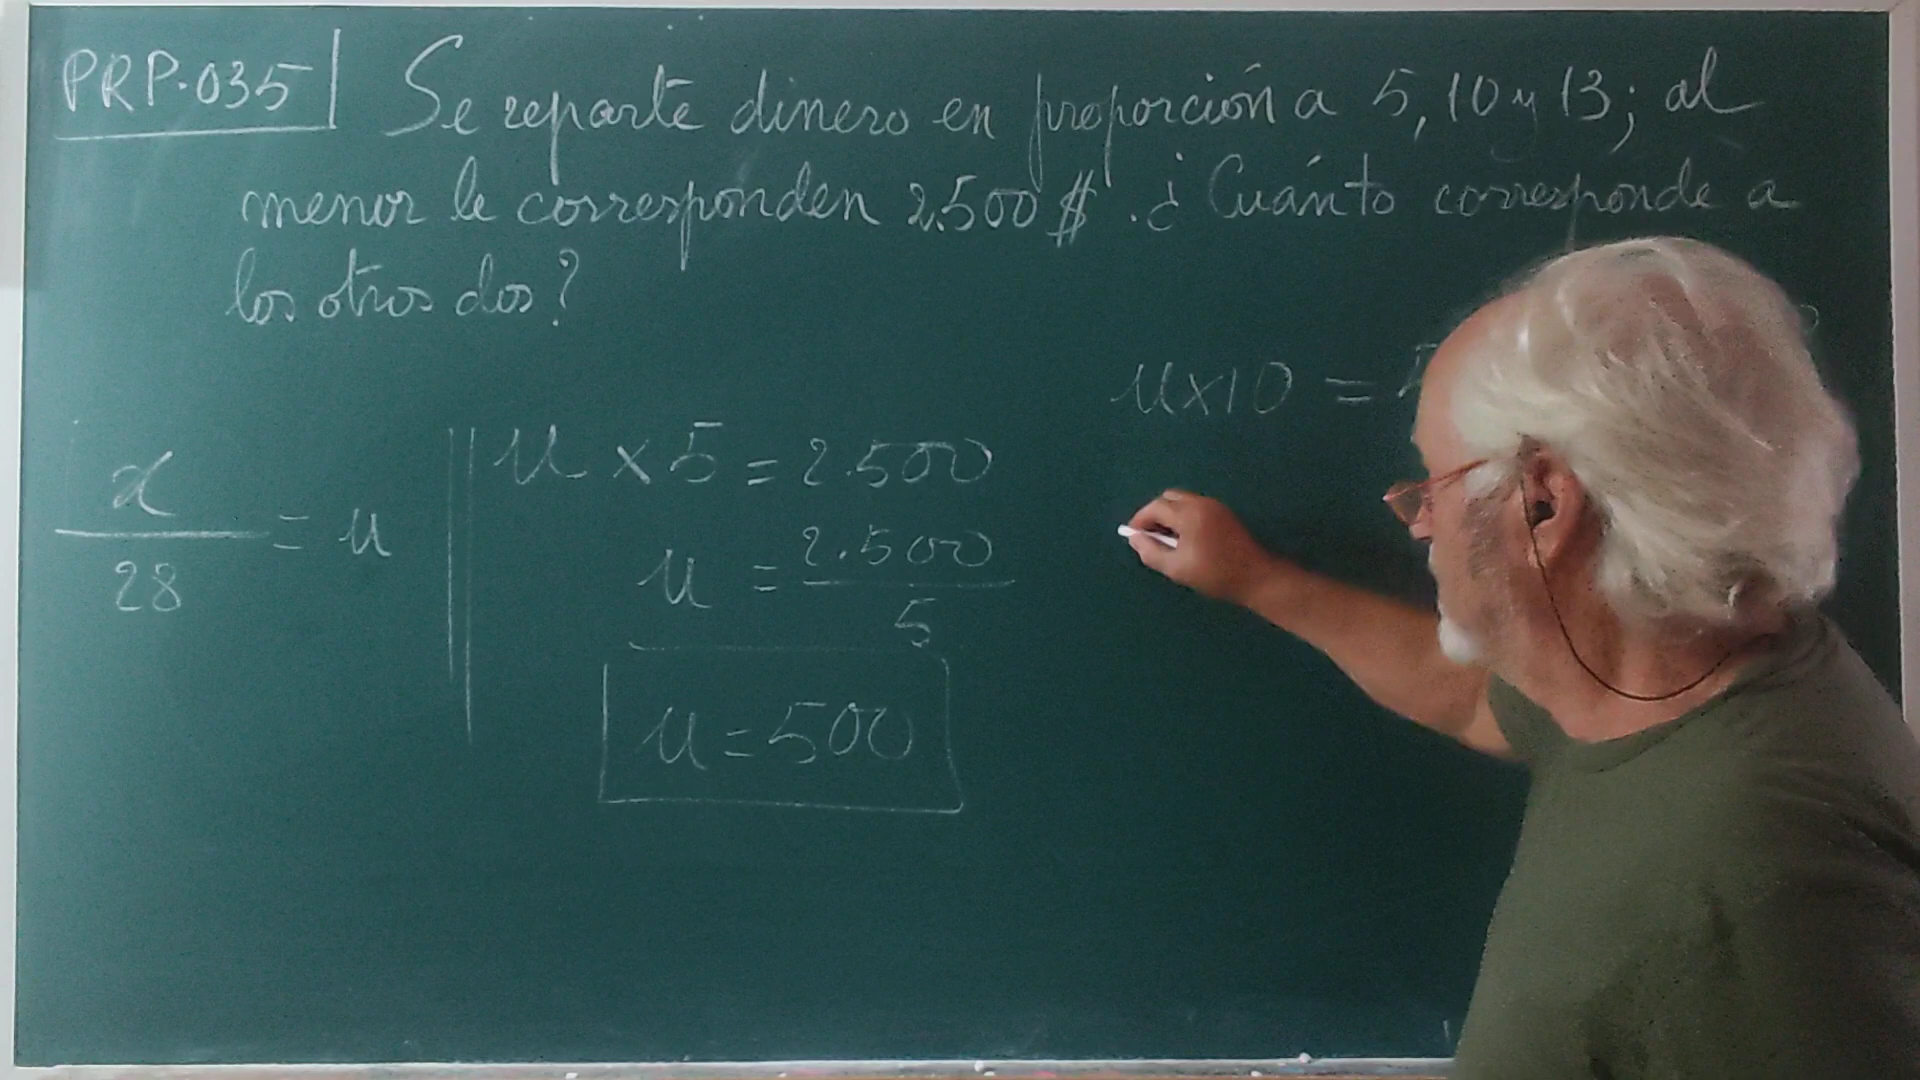 PRP.035 Se reparte dinero en proporción a 5, 10 y 13; al
menor le corresponden 2.500 $. ¿Cuánto corresponde a
los otros dos?
x
28
= u
u x 5 = 2.500
u = 2.500
5
u = 500
u x 10 =